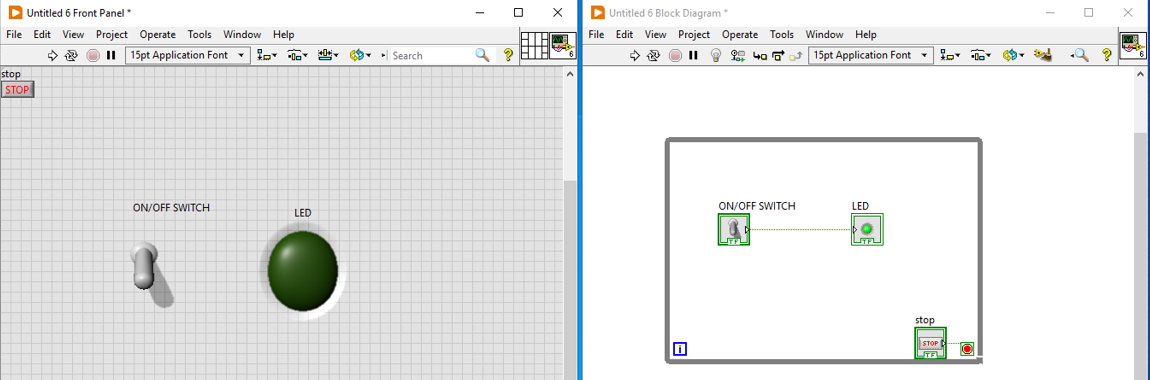 Untitled 6 Front Panel *
File Edit View Project Operate Tools Window Help
15pt Application Font
Search
?
6
stop
STOP
ON/OFF SWITCH
LED
Untitled 6 Block Diagram *
File Edit View Project Operate Tools Window Help
15pt Application Font
?
6
ON/OFF SWITCH
LED
TF
TF
stop
STOP
TF
i